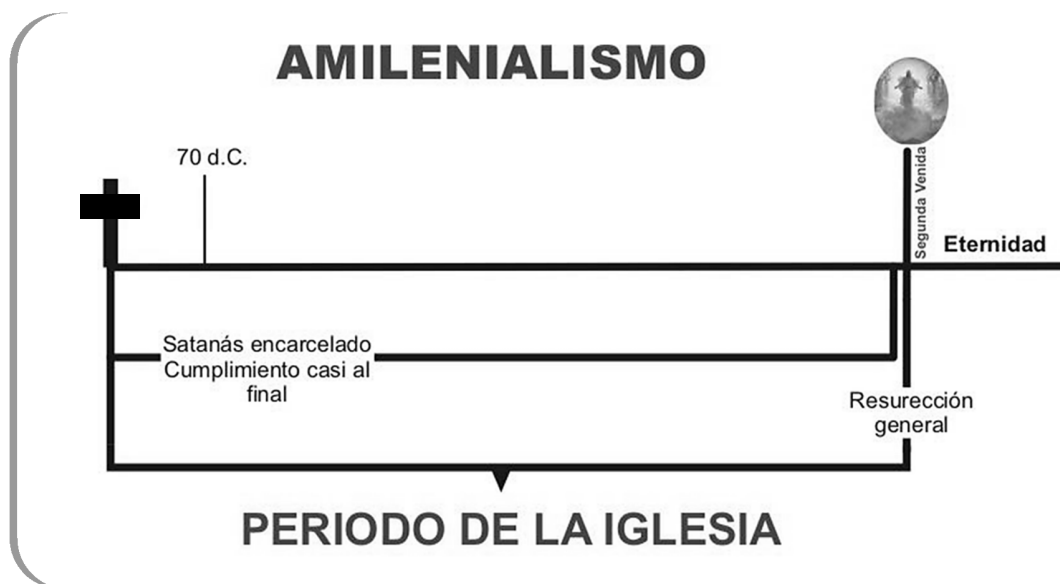 AMILENIALISMO
70 d.C.
Segunda Venida
Eternidad
Satanás encarcelado
Cumplimiento casi al
final
Resurección
general
PERIODO DE LA IGLESIA